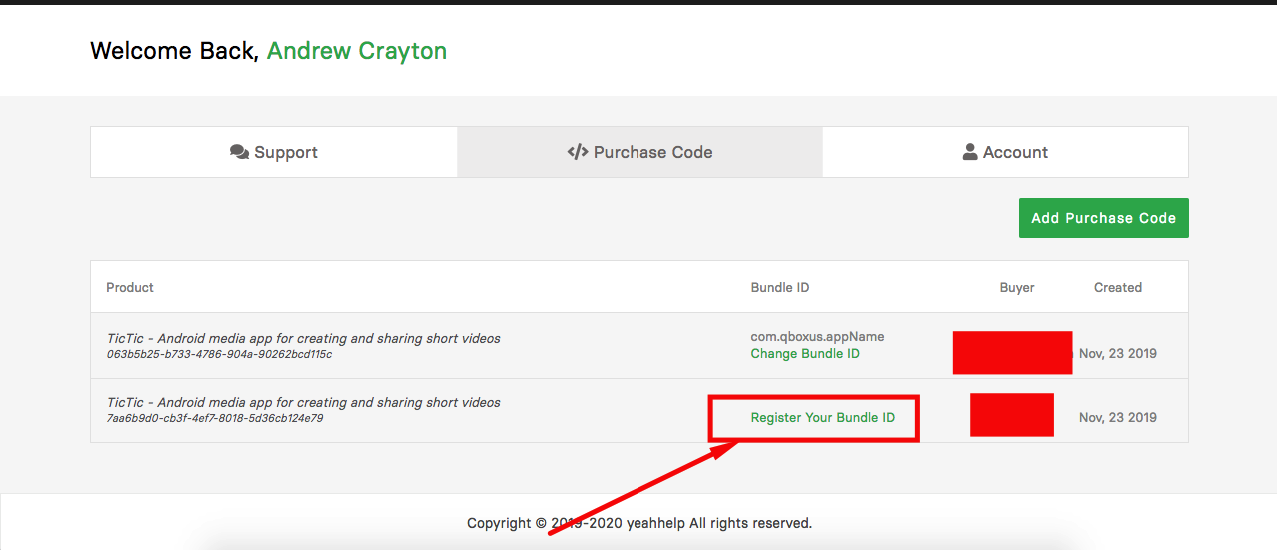 Welcome Back, Andrew Crayton
Support
Purchase Code
Account
Add Purchase Code
Product Bundle ID Buyer Created
TicTic - Android media app for creating and sharing short videos
063b5b25-b733-4786-904a-90262bcd115c
com.qboxus.appName
Change Bundle ID
Nov, 23 2019
TicTic - Android media app for creating and sharing short videos
7aa6b9d0-cb3f-4ef7-8018-5d36cb124e79
Register Your Bundle ID
Nov, 23 2019
Copyright © 2019-2020 yeahhelp All rights reserved.